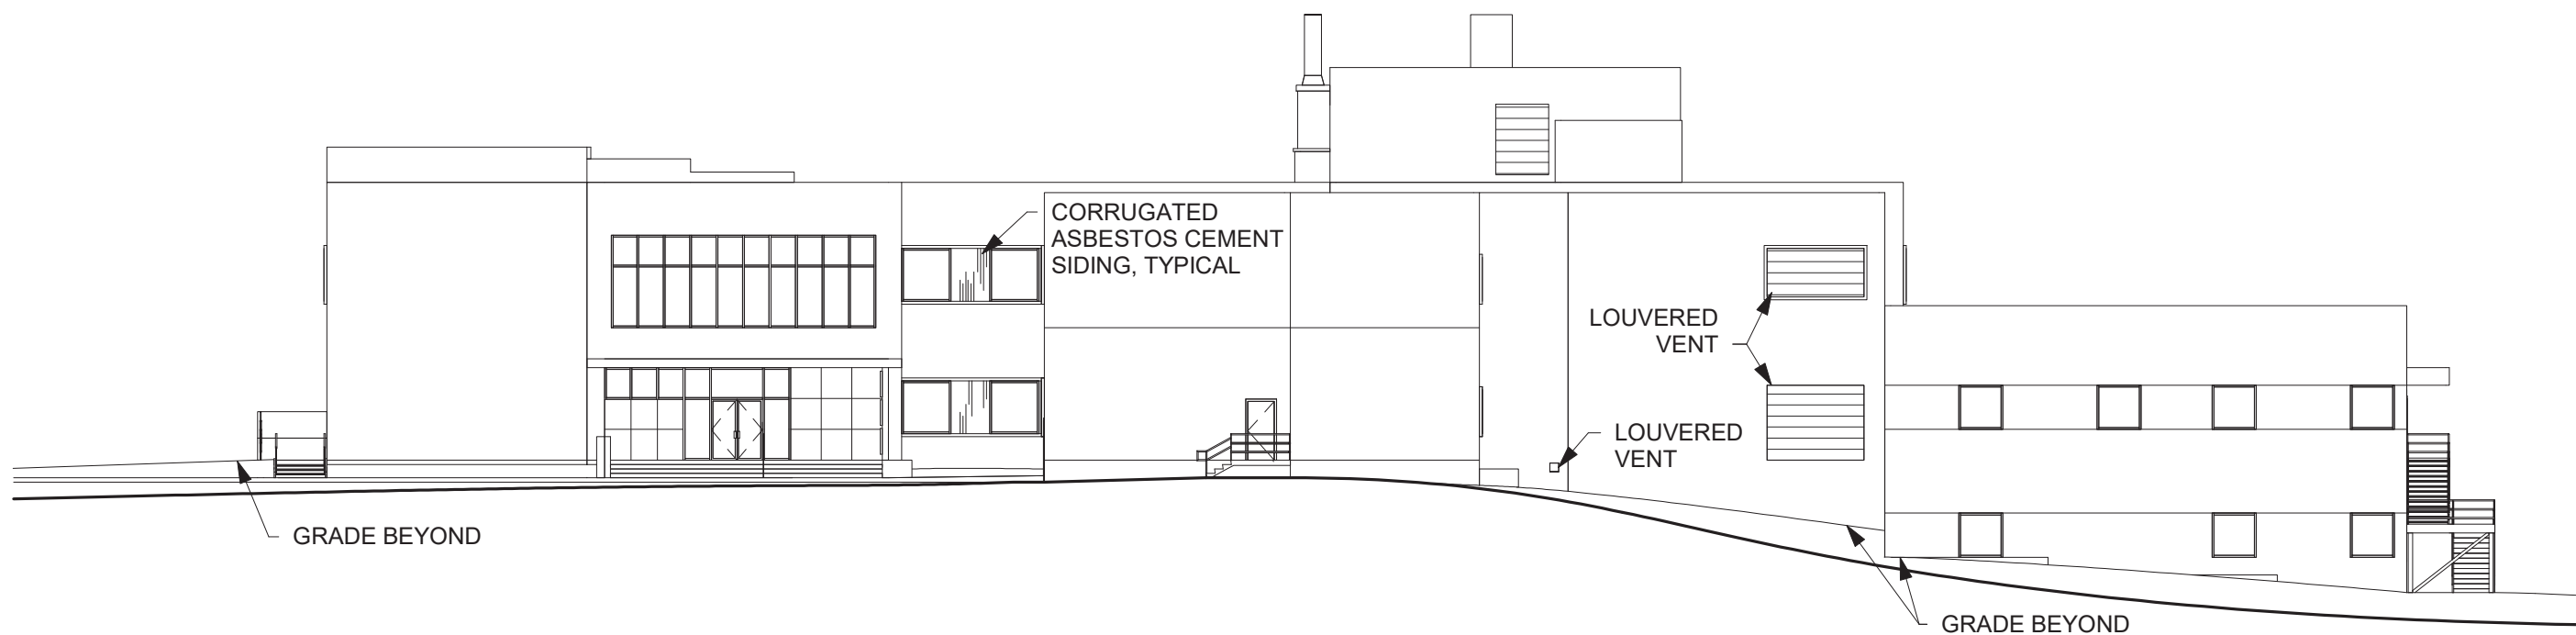 CORRUGATED
ASBESTOS CEMENT
SIDING, TYPICAL
LOUVERED
VENT
LOUVERED
VENT
GRADE BEYOND
GRADE BEYOND